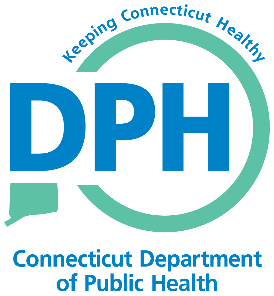 Keeping Connecticut Healthy
DPH
Connecticut Department
of Public Health